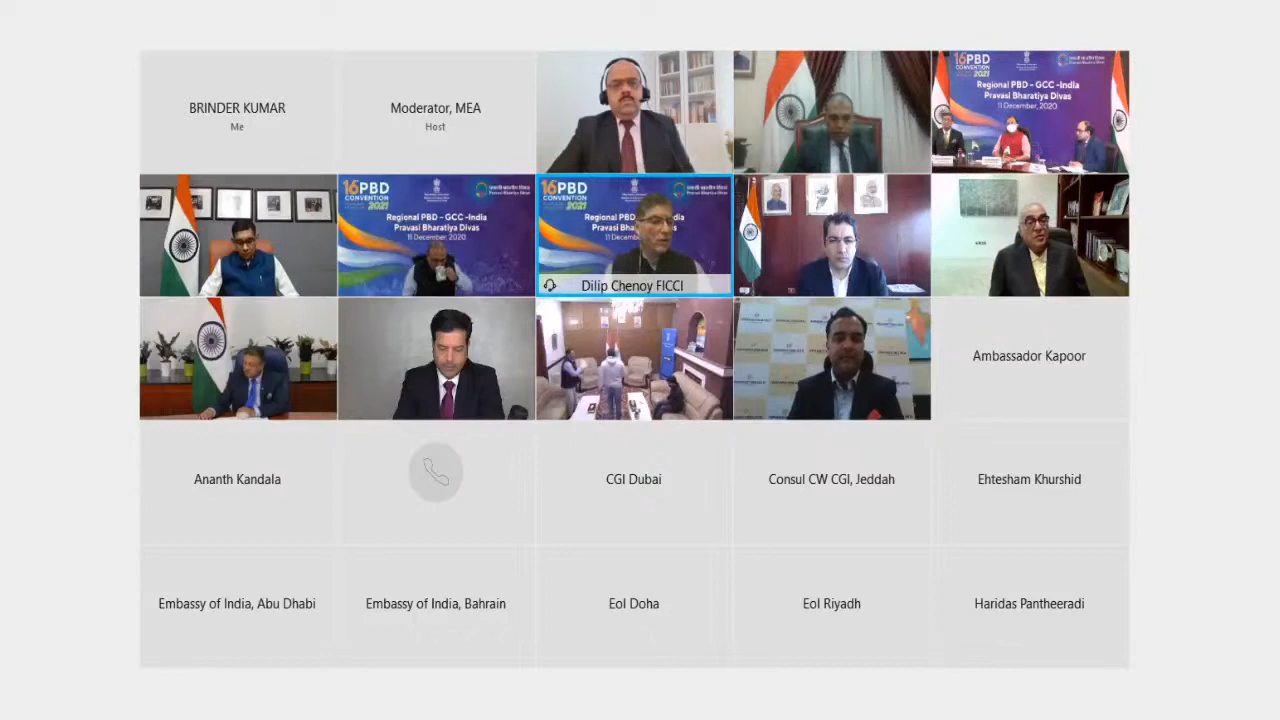 BRINDER KUMAR
Me
Moderator, MEA
Host
16PBD
CONVENTION
2021
Regional PBD - GCC -India
Pravasi Bharatiya Divas
11 December, 2020
16PBD
CONVENTION
2021
Regional PBD - GCC -India
Pravasi Bharatiya Divas
11 December, 2020
16PBD
CONVENTION
2021
Regional PBD
Dilip Chenoy FICCI
Ambassador Kapoor
Ananth Kandala
CGI Dubai
Consul CW CGI, Jeddah
Ehtesham Khurshid
Embassy of India, Abu Dhabi
Embassy of India, Bahrain
EoI Doha
EoI Riyadh
Haridas Pantheeradi